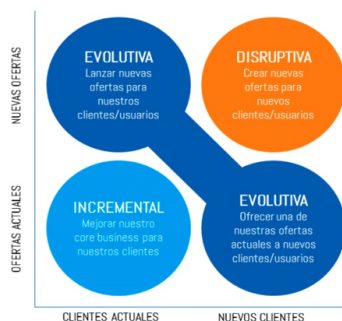 NUEVAS OFERTAS
EVOLUTIVA
Lanzar nuevas
ofertas para
nuestros
clientes/usuarios
DISRUPTIVA
Crear nuevas
ofertas para
nuevos
clientes/usuarios
OFERTAS ACTUALES
INCREMENTAL
Mejorar nuestro
core business para
nuestros clientes
EVOLUTIVA
Ofrecer una de
nuestras ofertas
actuales a nuevos
clientes/usuarios
CLIENTES ACTUALES
NUEVOS CLIENTES